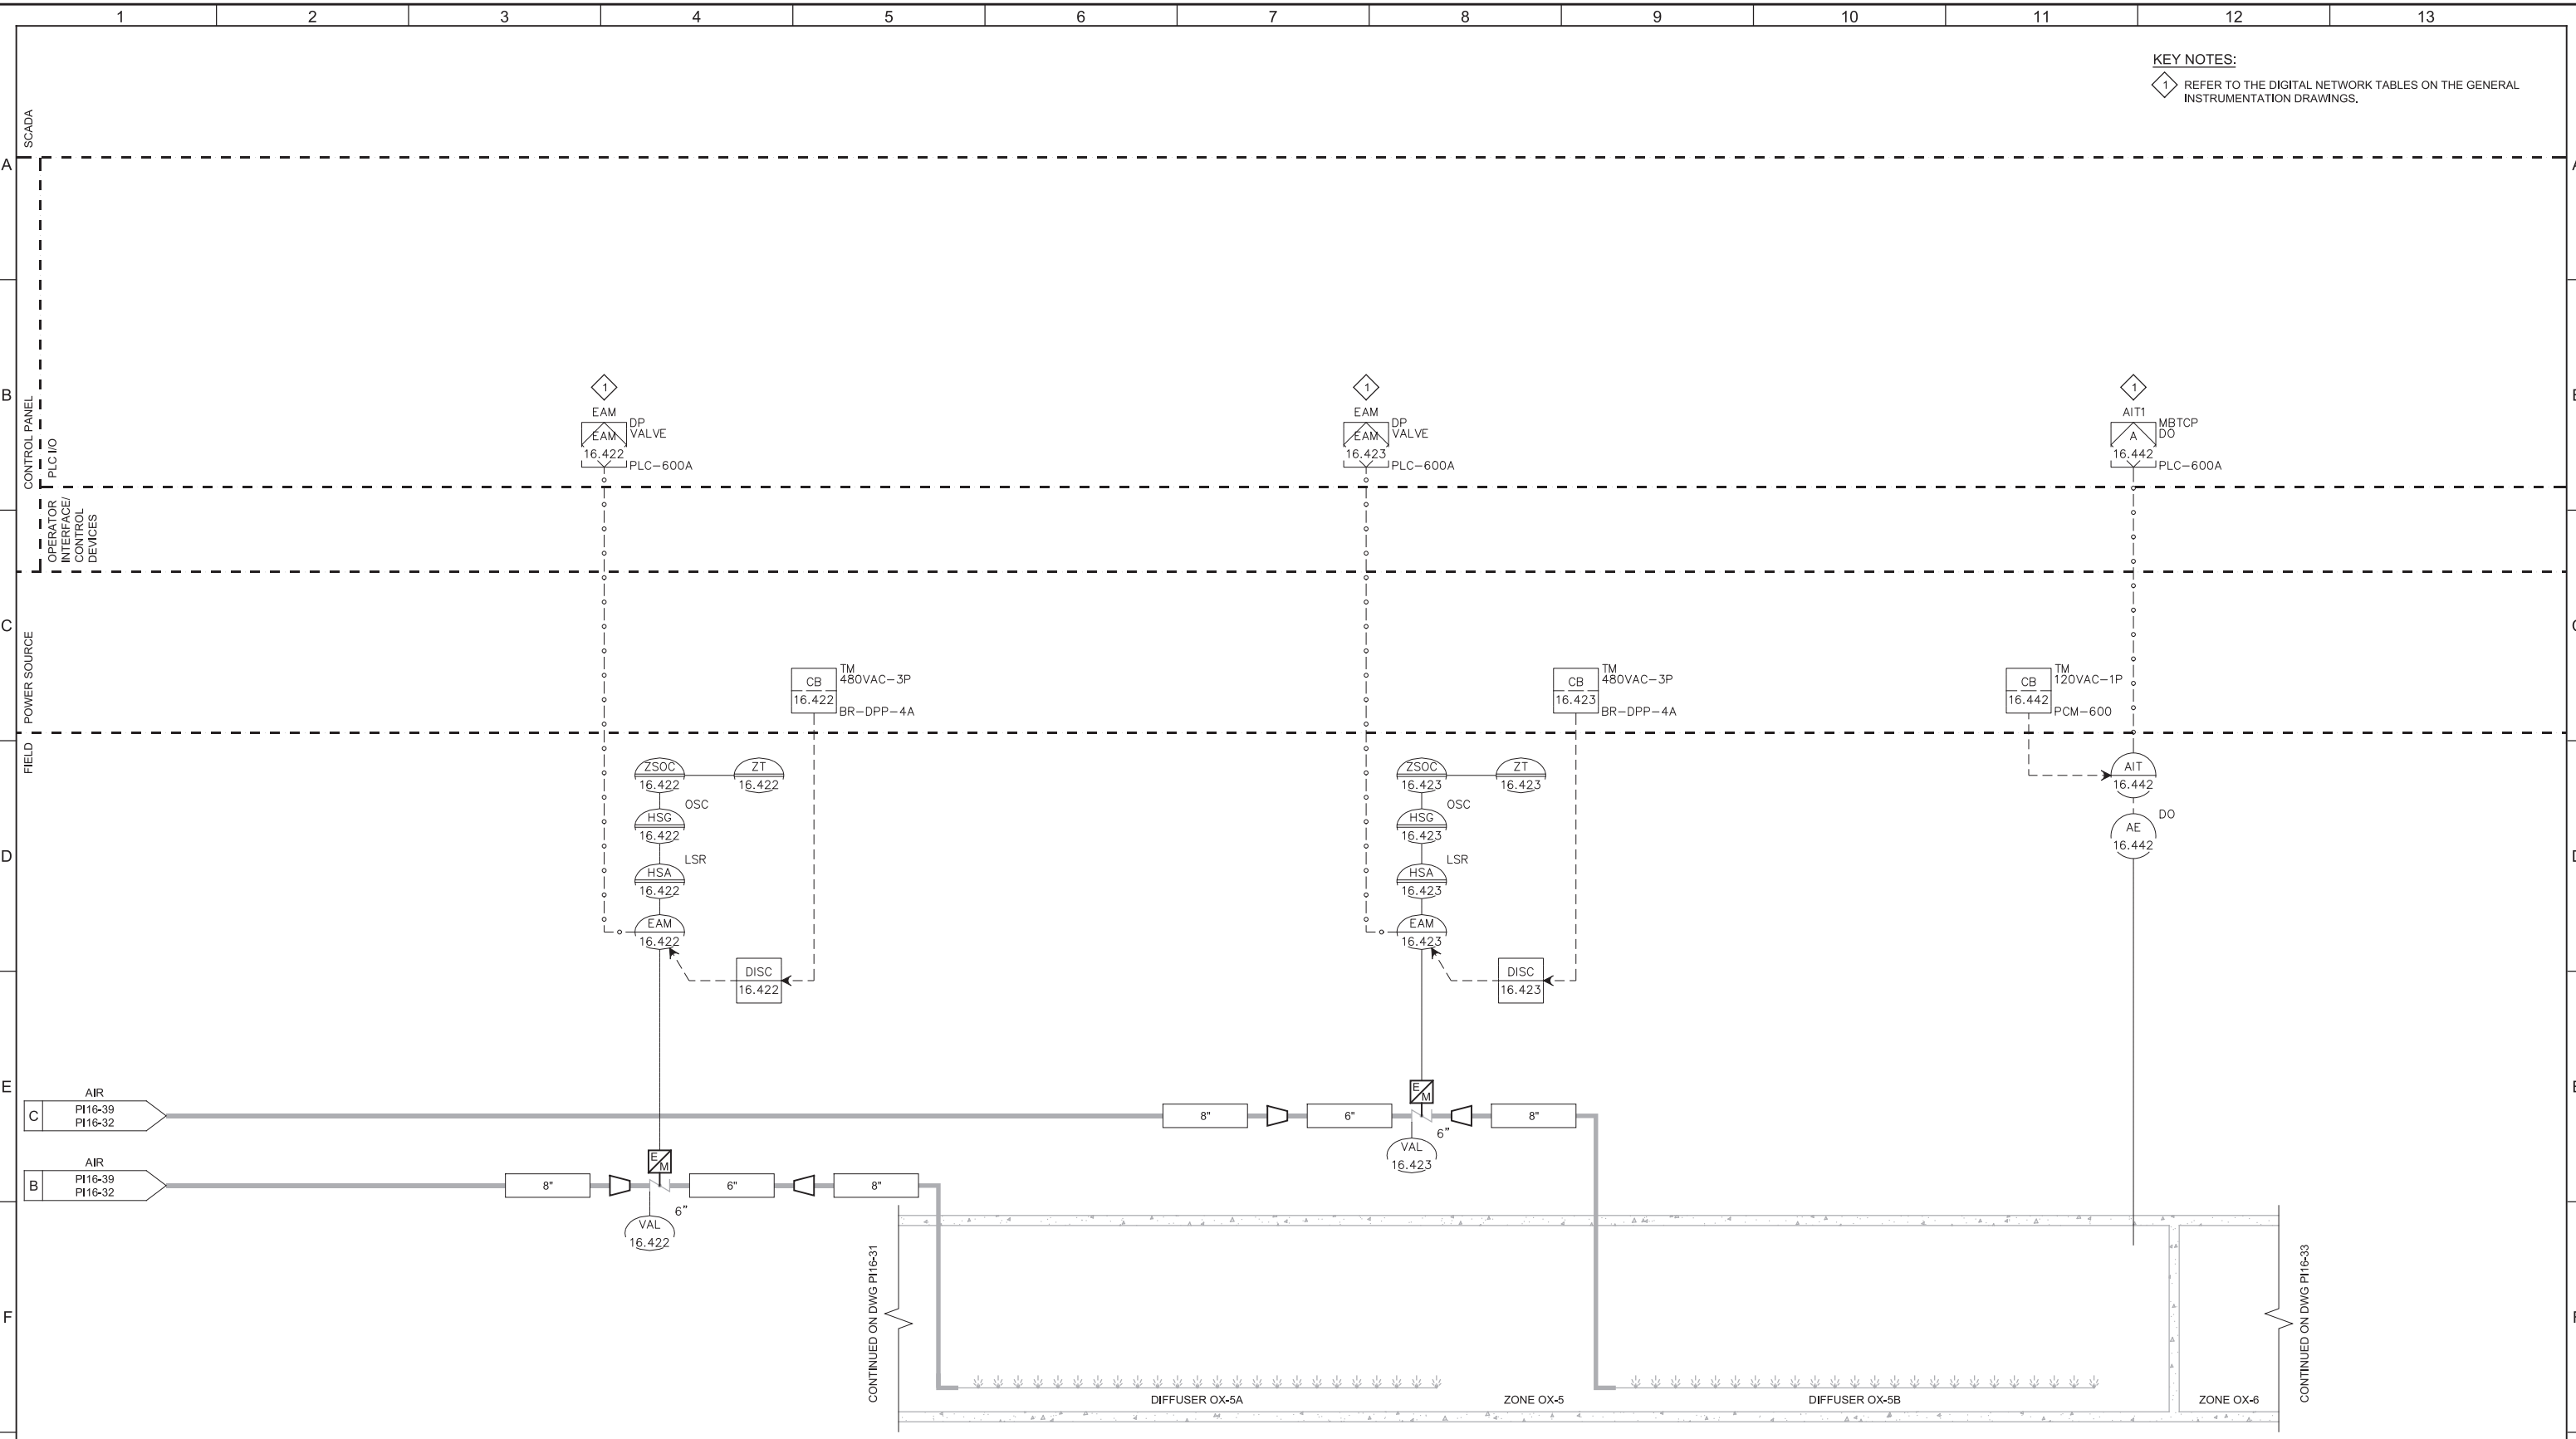 1 2 3 4 5 6 7 8 9 10 11 12 13
KEY NOTES:
1 REFER TO THE DIGITAL NETWORK TABLES ON THE GENERAL
INSTRUMENTATION DRAWINGS.
SCADA
A
B
CONTROL PANEL
PLC I/O
1
EAM
EAM
16.422
DP
VALVE
PLC-600A
1
EAM
EAM
16.423
DP
VALVE
PLC-600A
1
AIT1
A
16.442
MBTCP
DO
PLC-600A
OPERATOR
INTERFACE/
CONTROL
DEVICES
C
POWER SOURCE
CB
16.422
TM
480VAC-3P
BR-DPP-4A
CB
16.423
TM
480VAC-3P
BR-DPP-4A
CB
16.442
TM
120VAC-1P
PCM-600
FIELD
ZSOC
16.422
ZT
16.422
OSC
HSG
16.422
LSR
HSA
16.422
EAM
16.422
DISC
16.422
ZSOC
16.423
ZT
16.423
OSC
HSG
16.423
LSR
HSA
16.423
EAM
16.423
DISC
16.423
AIT
16.442
DO
AE
16.442
D
E
AIR
C
PI16-39
PI16-32
8"
6"
E
M
6"
8"
VAL
16.423
AIR
B
PI16-39
PI16-32
8"
E
M
6"
8"
6"
VAL
16.422
F
CONTINUED ON DWG PI16-31
DIFFUSER OX-5A
ZONE OX-5
DIFFUSER OX-5B
ZONE OX-6
CONTINUED ON DWG PI16-33